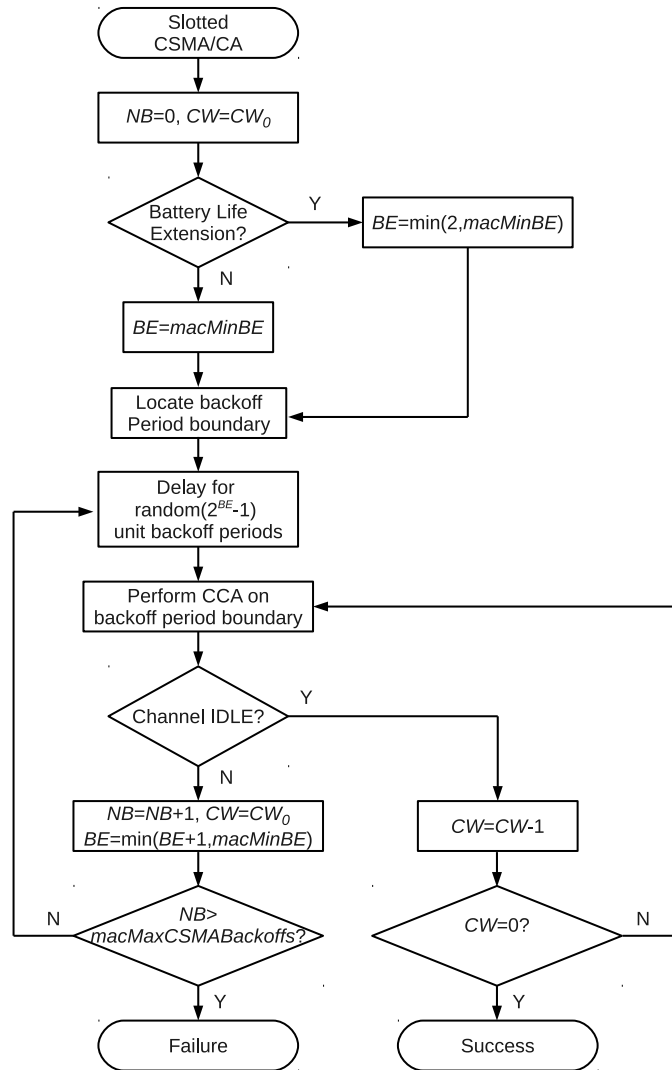 Slotted
CSMA/CA
NB=0, CW=CW₀
Battery Life
Extension?
Y
BE=min(2,macMinBE)
N
BE=macMinBE
Locate backoff
Period boundary
Delay for
random(2^BE-1)
unit backoff periods
Perform CCA on
backoff period boundary
Channel IDLE?
Y
N
NB=NB+1, CW=CW₀
BE=min(BE+1,macMinBE)
CW=CW-1
N
NB>
macMaxCSMABackoffs?
CW=0?
N
Y
Y
Failure
Success